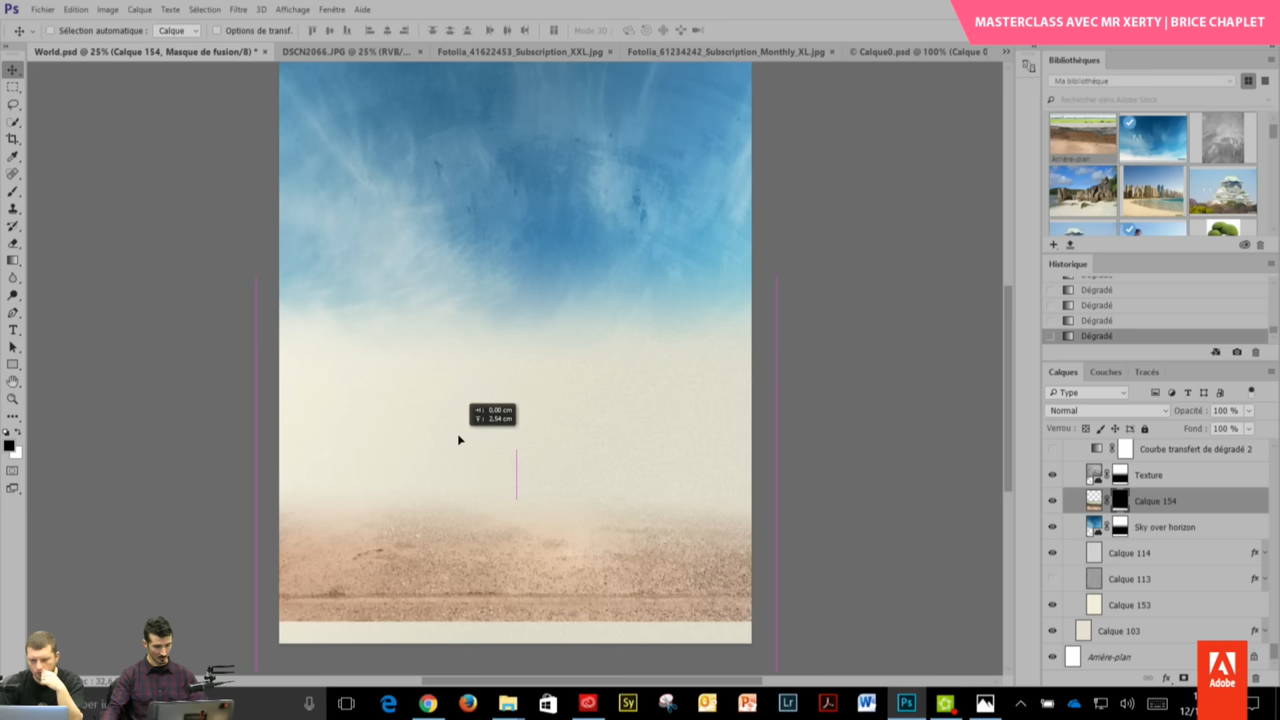 MASTERCLASS AVEC MR XERTY | BRICE CHAPLET
Ps Fichier Edition Image Calque Texte Sélection Filtre 3D Affichage Fenêtre Aide
Sélection automatique : Calque Options de transf. Mode 3D :
World.psd @ 25% (Calque 154, Masque de fusion/8) * × DSCN2066.JPG @ 25% (RVB/... × Fotolia_41622453_Subscription_XXL.jpg × Fotolia_61234242_Subscription_Monthly_XL.jpg × © Calque0.psd @ 100% (Calque 0
Bibliothèques
Ma bibliothèque
Rechercher dans Adobe Stock
Arrière-plan
Historique
Dégradé
Dégradé
Dégradé
Dégradé
Calques Couches Tracés
Type
Normal Opacité : 100 %
Verrou : Fond : 100 %
Courbe transfert de dégradé 2
Texture
Calque 154
Sky over horizon
Calque 114 fx
Calque 113 fx
Calque 153
Calque 103 fx
Arrière-plan
fx
0,00 cm
2,54 cm
Adobe